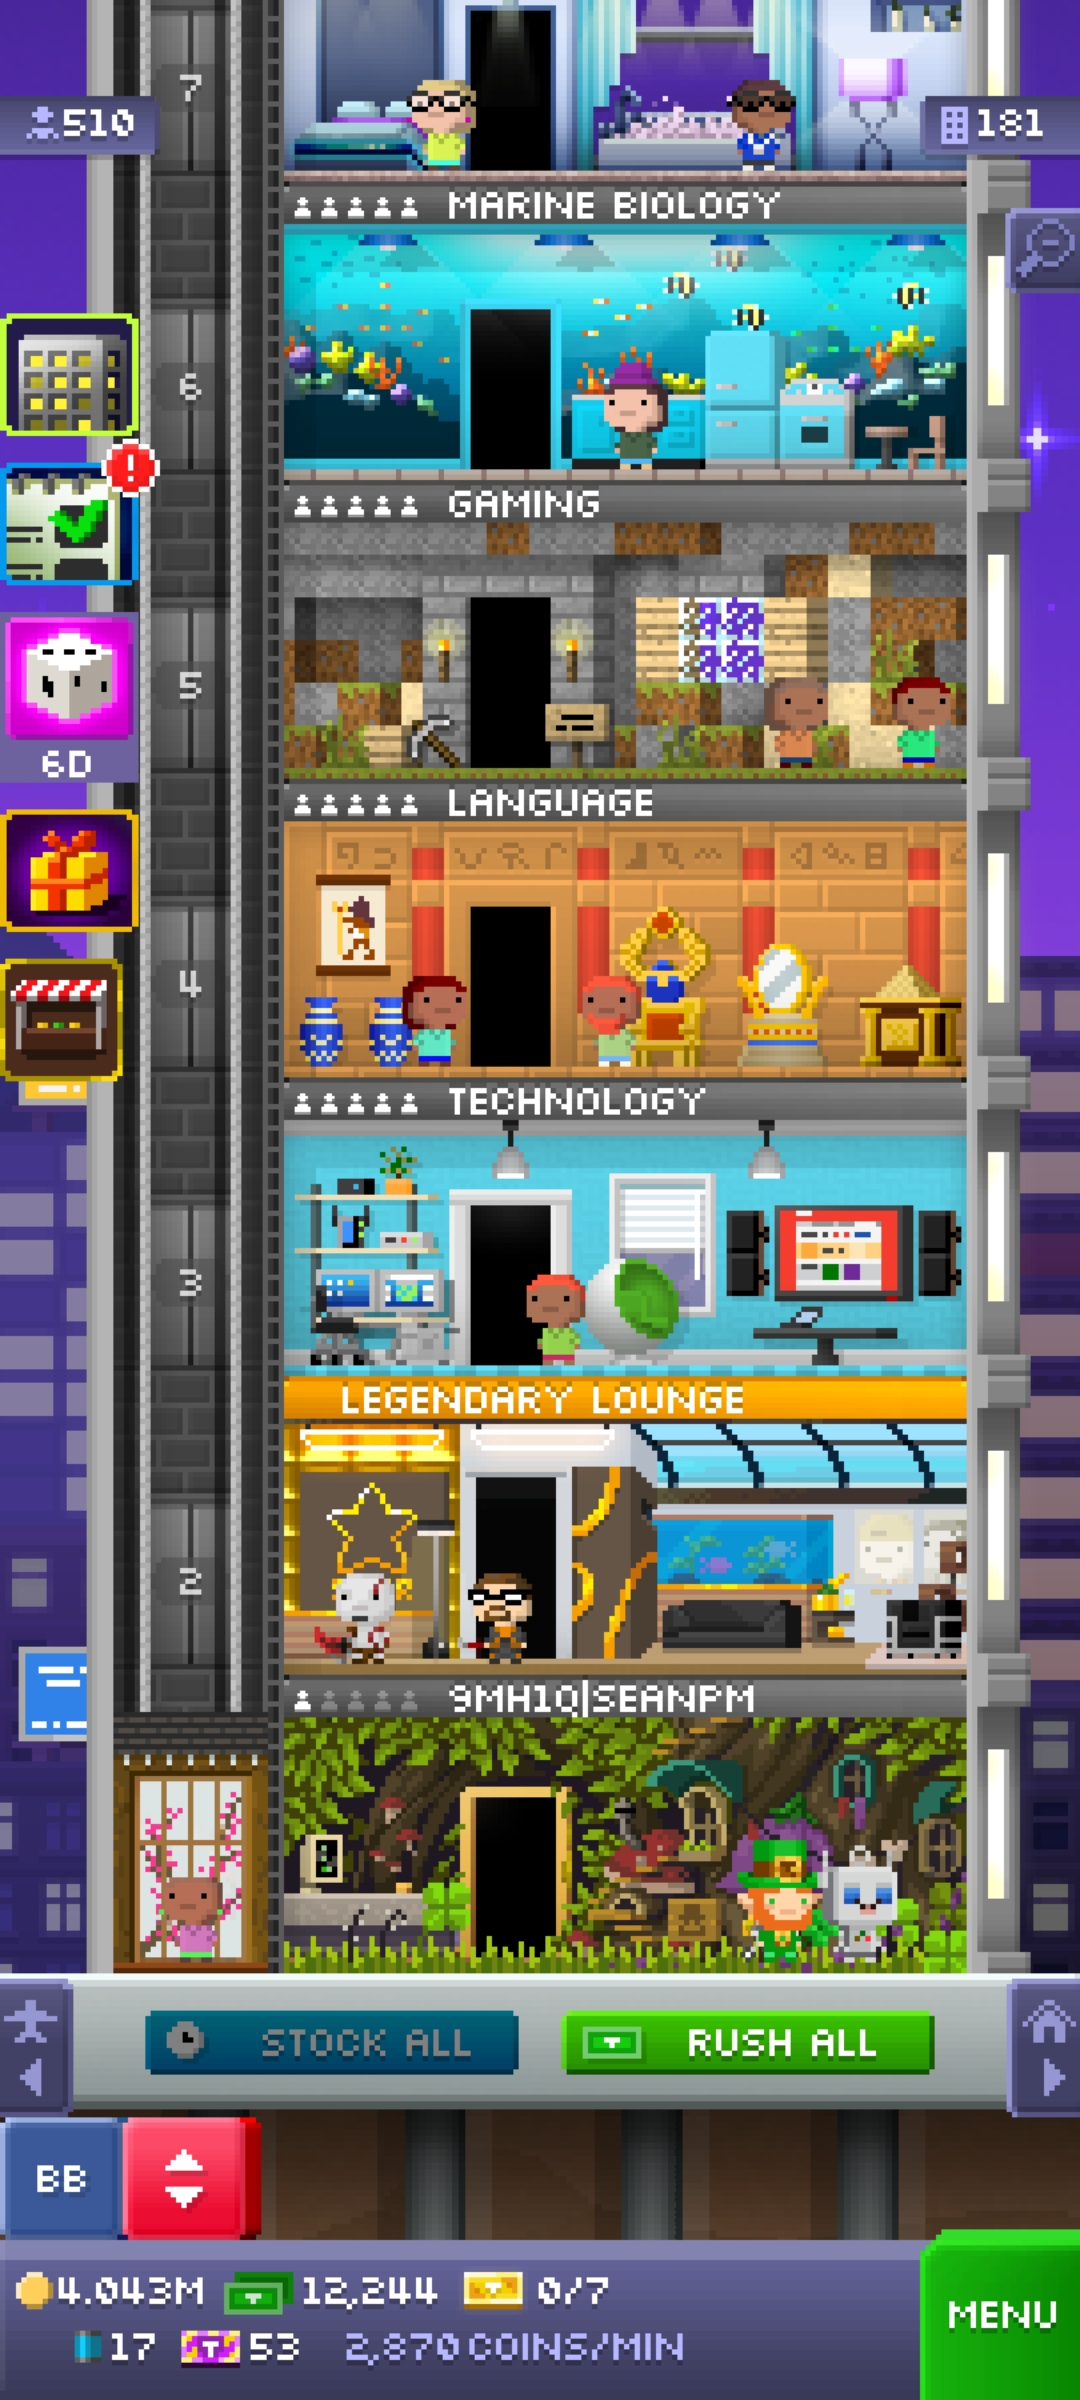 7
510
181
MARINE BIOLOGY
6
GAMING
5
6D
LANGUAGE
4
TECHNOLOGY
3
LEGENDARY LOUNGE
2
9MH1Q|SEANPM
STOCK ALL
RUSH ALL
BB
4.043M
12,244
0/7
MENU
17
53
2,870 COINS/MIN